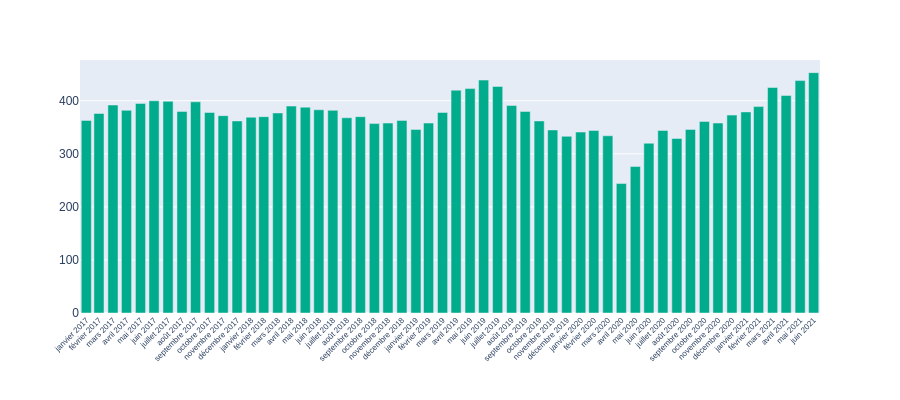 400
300
200
100
0
janvier 2017
février 2017
mars 2017
avril 2017
mai 2017
juin 2017
juillet 2017
août 2017
septembre 2017
octobre 2017
novembre 2017
décembre 2017
janvier 2018
février 2018
mars 2018
avril 2018
mai 2018
juin 2018
juillet 2018
août 2018
septembre 2018
octobre 2018
novembre 2018
décembre 2018
janvier 2019
février 2019
mars 2019
avril 2019
mai 2019
juin 2019
juillet 2019
août 2019
septembre 2019
octobre 2019
novembre 2019
décembre 2019
janvier 2020
février 2020
mars 2020
avril 2020
mai 2020
juin 2020
juillet 2020
août 2020
septembre 2020
octobre 2020
novembre 2020
décembre 2020
janvier 2021
février 2021
mars 2021
avril 2021
mai 2021
juin 2021